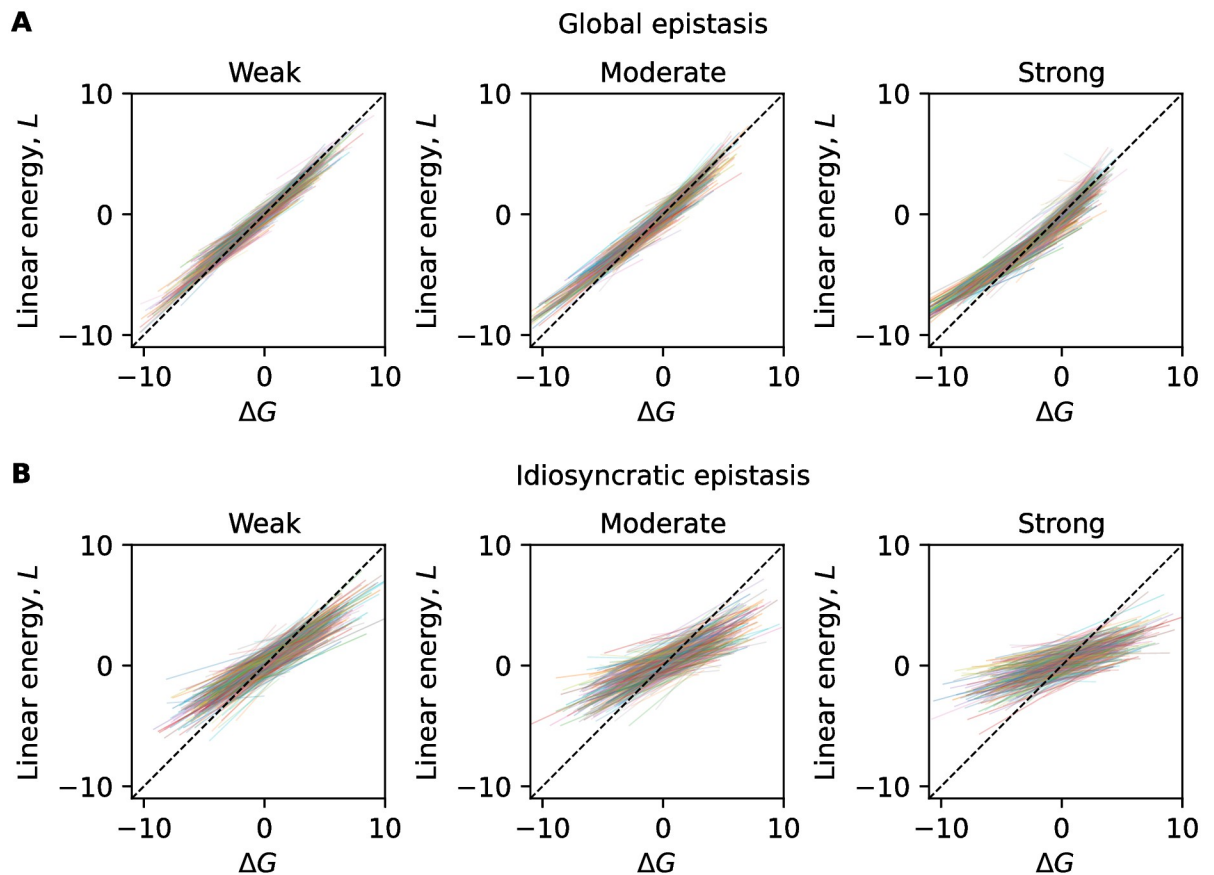 A
Global epistasis
Weak
Moderate
Strong
10
0
−10
Linear energy, L
−10
0
10
ΔG
10
0
−10
Linear energy, L
−10
0
10
ΔG
10
0
−10
Linear energy, L
−10
0
10
ΔG
B
Idiosyncratic epistasis
Weak
Moderate
Strong
10
0
−10
Linear energy, L
−10
0
10
ΔG
10
0
−10
Linear energy, L
−10
0
10
ΔG
10
0
−10
Linear energy, L
−10
0
10
ΔG